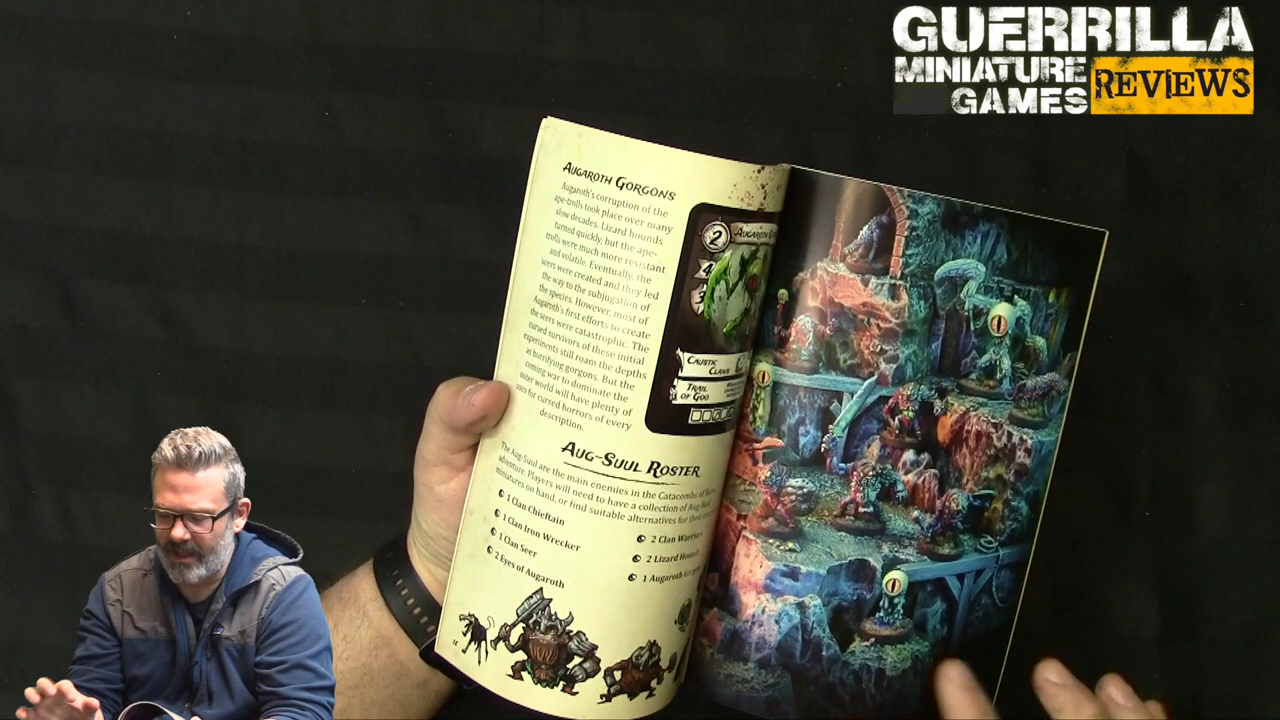 GUERRILLA
MINIATURE
GAMES
REVIEWS
AUGAROTH GORGONS
Augaroth's corruption of the
ape-trolls took place over many
slow decades. Lizard hounds
turned quickly, but the ape-
trolls were much more resistant
and volatile. Eventually, the
seers were created and they led
the way to the subjugation of
the species. However, most of
Augaroth's first efforts to create
the seers were catastrophic. The
cursed survivors of these initial
experiments still roam the depths
as horrifying gorgons. But the
coming war to dominate the
outer world will have plenty of
uses for cursed horrors of every
description.
2
AUGAROTH
4
3
CAUSTIC
CLAWS
TRAIL
OF GOO
AUG-SUUL ROSTER
The Aug-Suul are the main enemies in the Catacombs of
adventure. Players will need to have a collection of Aug-Suul
miniatures on hand, or find suitable alternatives for their
1 Clan Chieftain
1 Clan Iron Wrecker
1 Clan Seer
2 Eyes of Augaroth
2 Clan Warriors
2 Lizard Hounds
1 Augaroth Gorgon